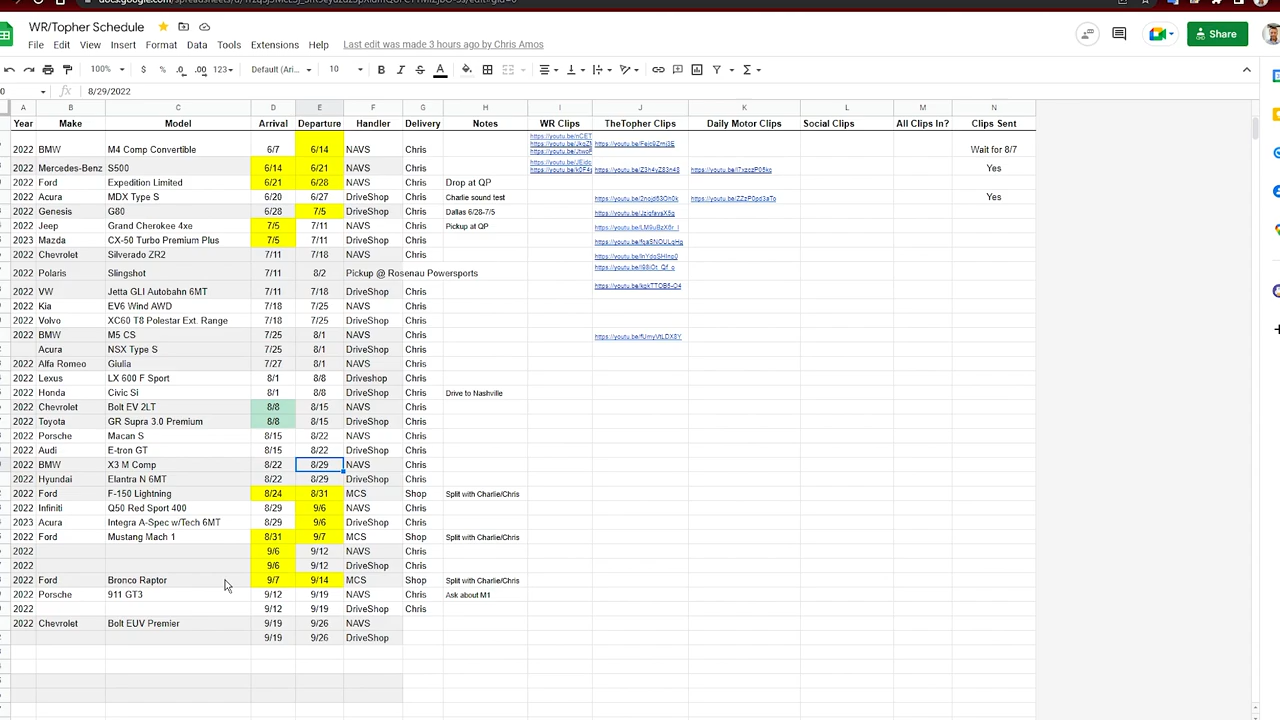 WR/Topher Schedule
File Edit View Insert Format Data Tools Extensions Help Last edit was made 3 hours ago by Chris Amos
Share
100% $ % .0 .00 123 Default (Ari... 10 B I S A
fx 8/29/2022
A B C D E F G H I J K L M N
Year Make Model Arrival Departure Handler Delivery Notes WR Clips TheTopher Clips Daily Motor Clips Social Clips All Clips In? Clips Sent
2022 BMW M4 Comp Convertible 6/7 6/14 NAVS Chris Wait for 8/7
2022 Mercedes-Benz S500 6/14 6/21 NAVS Chris Yes
2022 Ford Expedition Limited 6/21 6/28 NAVS Chris Drop at QP
2022 Acura MDX Type S 6/20 6/27 DriveShop Chris Charlie sound test Yes
2022 Genesis G80 6/28 7/5 DriveShop Chris Dallas 6/28-7/5
2022 Jeep Grand Cherokee 4xe 7/5 7/11 NAVS Chris Pickup at QP
2022 Mazda CX-50 Turbo Premium Plus 7/5 7/11 DriveShop Chris
2022 Chevrolet Silverado ZR2 7/11 7/18 NAVS Chris
2022 Polaris Slingshot 7/11 8/2 Pickup @ Rosenau Powersports
2022 VW Jetta GLI Autobahn 6MT 7/11 7/18 DriveShop Chris
2022 Kia EV6 Wind AWD 7/18 7/25 NAVS Chris
2022 Volvo XC60 T8 Polestar Ext. Range 7/18 7/25 DriveShop Chris
2022 BMW M5 CS 7/25 8/1 NAVS Chris
Acura NSX Type S 7/25 8/1 DriveShop Chris
2022 Alfa Romeo Giulia 7/27 8/1 NAVS Chris
2022 Lexus LX 600 F Sport 8/1 8/8 Driveshop Chris
2022 Honda Civic Si 8/1 8/8 DriveShop Chris Drive to Nashville
2022 Chevrolet Bolt EV 2LT 8/8 8/15 NAVS Chris
2022 Toyota GR Supra 3.0 Premium 8/8 8/15 DriveShop Chris
2022 Porsche Macan S 8/15 8/22 NAVS Chris
2022 Audi E-tron GT 8/15 8/22 DriveShop Chris
2022 BMW X3 M Comp 8/22 8/29 NAVS Chris
2022 Hyundai Elantra N 6MT 8/22 8/29 DriveShop Chris
2022 Ford F-150 Lightning 8/24 8/31 MCS Shop Split with Charlie/Chris
2022 Infiniti Q50 Red Sport 400 8/29 9/6 NAVS Chris
2022 Acura Integra A-Spec w/Tech 6MT 8/29 9/6 DriveShop Chris
2022 Ford Mustang Mach 1 8/31 9/7 MCS Shop Split with Charlie/Chris
2022 9/6 9/12 NAVS Chris
2022 9/6 9/12 DriveShop Chris
2022 Ford Bronco Raptor 9/7 9/14 MCS Shop Split with Charlie/Chris
2022 Porsche 911 GT3 9/12 9/19 NAVS Chris Ask about M1
2022 9/12 9/19 DriveShop Chris
2022 Chevrolet Bolt EUV Premier 9/19 9/26 NAVS
9/19 9/26 DriveShop